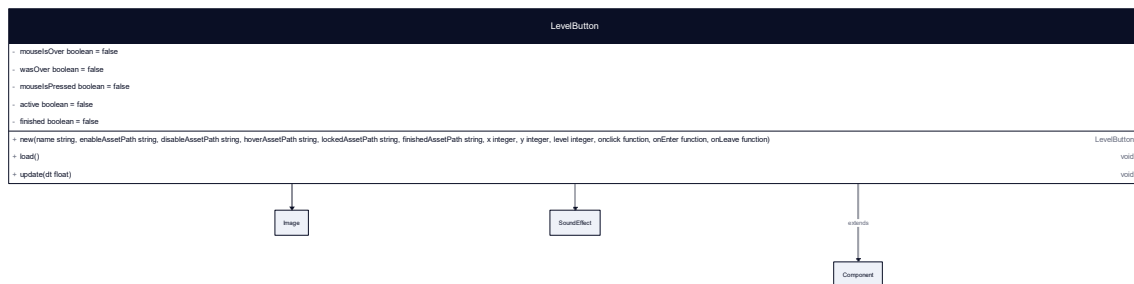 LevelButton
- mouseIsOver boolean = false
- wasOver boolean = false
- mouseIsPressed boolean = false
- active boolean = false
- finished boolean = false
+ new(name string, enableAssetPath string, disableAssetPath string, hoverAssetPath string, lockedAssetPath string, finishedAssetPath string, x integer, y integer, level integer, onclick function, onEnter function, onLeave function) LevelButton
+ load() void
+ update(dt float) void
Image SoundEffect extends
Component